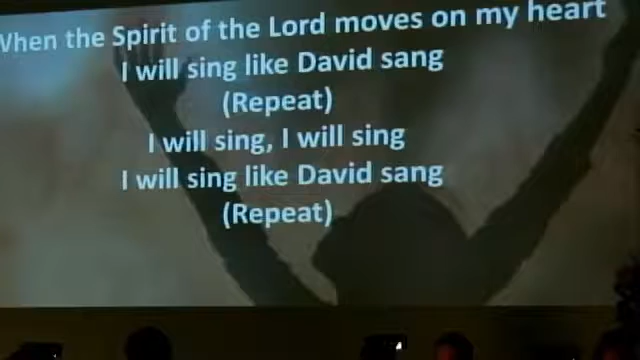 When the Spirit of the Lord moves on my heart
I will sing like David sang
(Repeat)
I will sing, I will sing
I will sing like David sang
(Repeat)